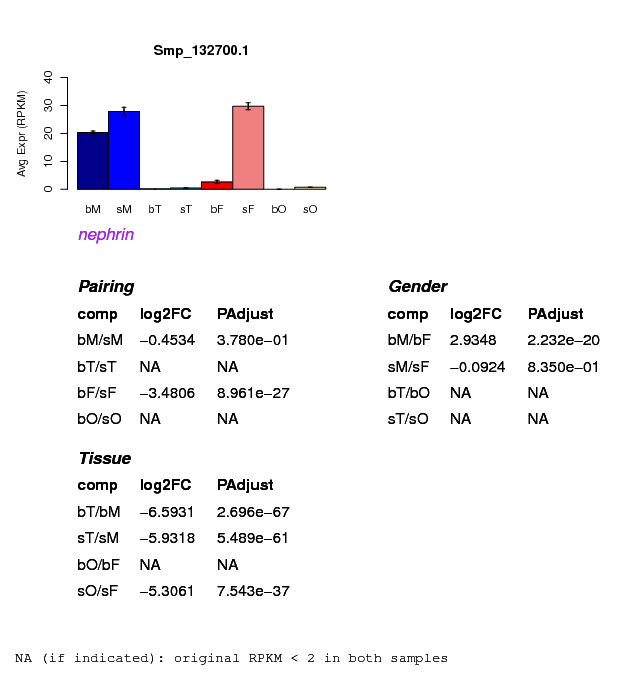 Smp_132700.1
Avg Expr (RPKM)
40
30
20
10
0
bM sM bT sT bF sF bO sO
nephrin
Pairing
comp log2FC PAdjust
bM/sM −0.4534 3.780e−01
bT/sT NA NA
bF/sF −3.4806 8.961e−27
bO/sO NA NA
Gender
comp log2FC PAdjust
bM/bF 2.9348 2.232e−20
sM/sF −0.0924 8.350e−01
bT/bO NA NA
sT/sO NA NA
Tissue
comp log2FC PAdjust
bT/bM −6.5931 2.696e−67
sT/sM −5.9318 5.489e−61
bO/bF NA NA
sO/sF −5.3061 7.543e−37
NA (if indicated): original RPKM < 2 in both samples